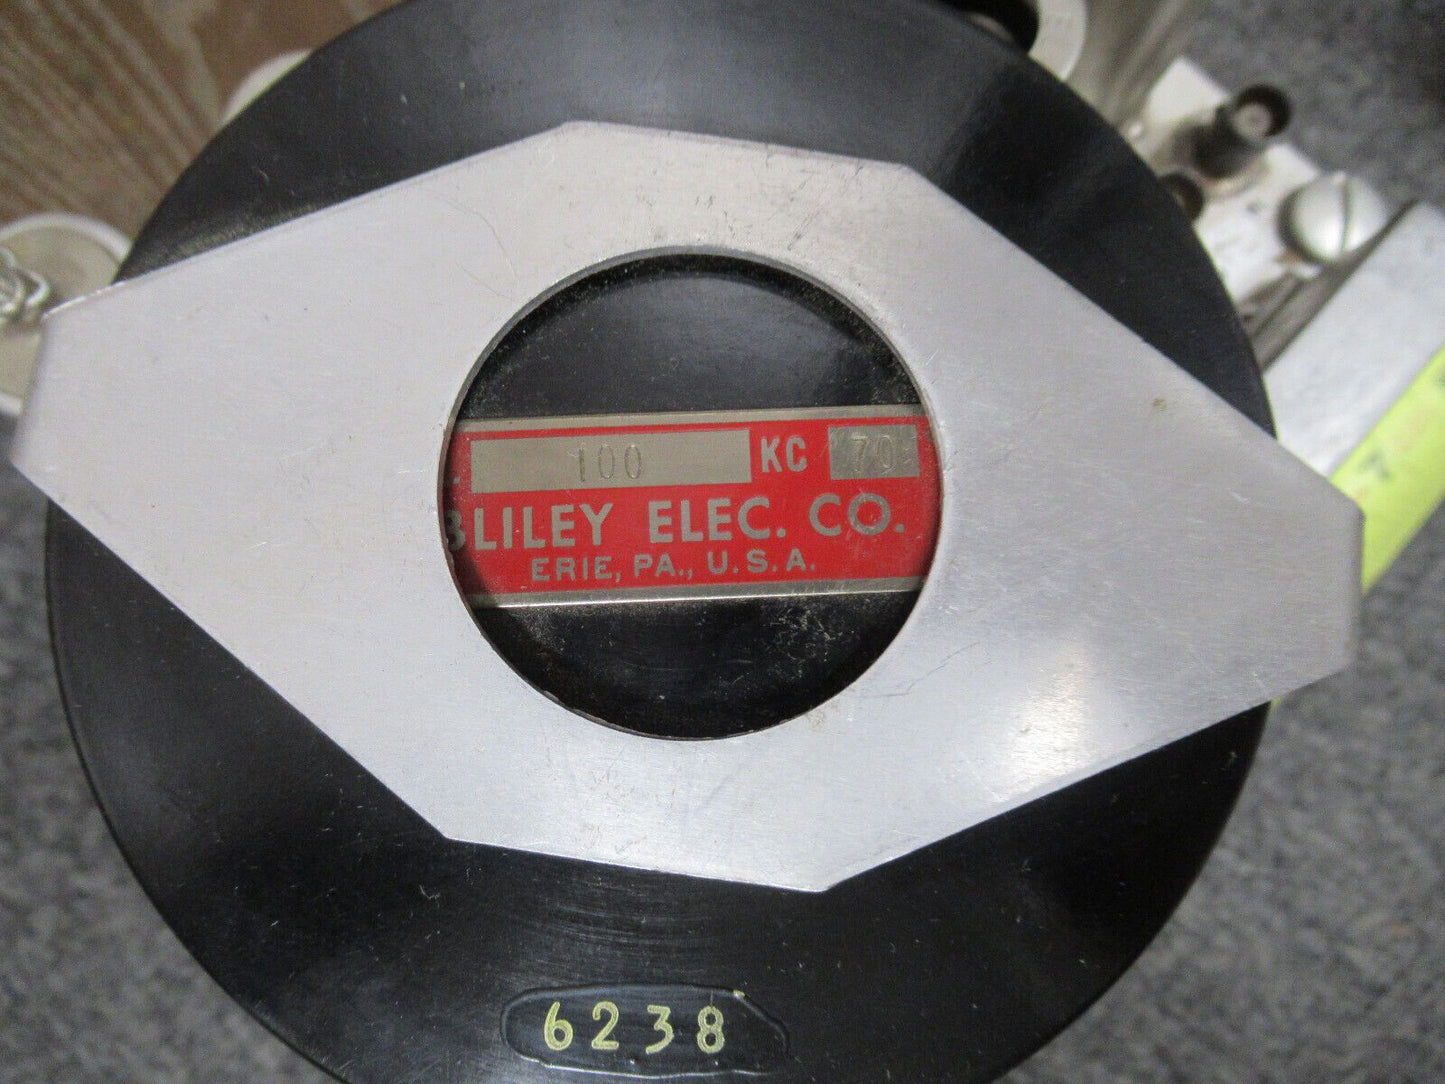 100 KC 70
BLILEY ELEC. CO.
ERIE, PA., U.S.A.
6238